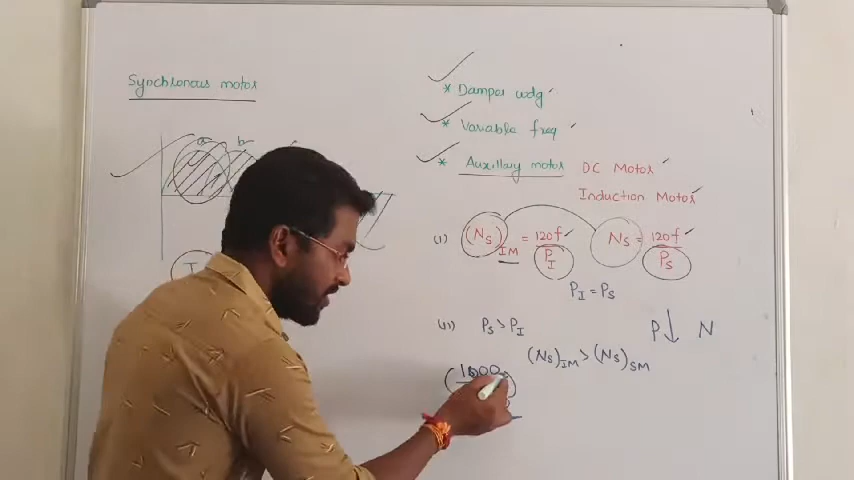 Synchronous motor
a b
* Damper wdg
* Variable freq
* Auxillary motor DC Motor
Induction Motor
(i) (Ns)IM = 120f/PI Ns = 120f/Ps
PI = Ps
(ii) Ps > PI P↓ N
(Ns)IM > (Ns)SM